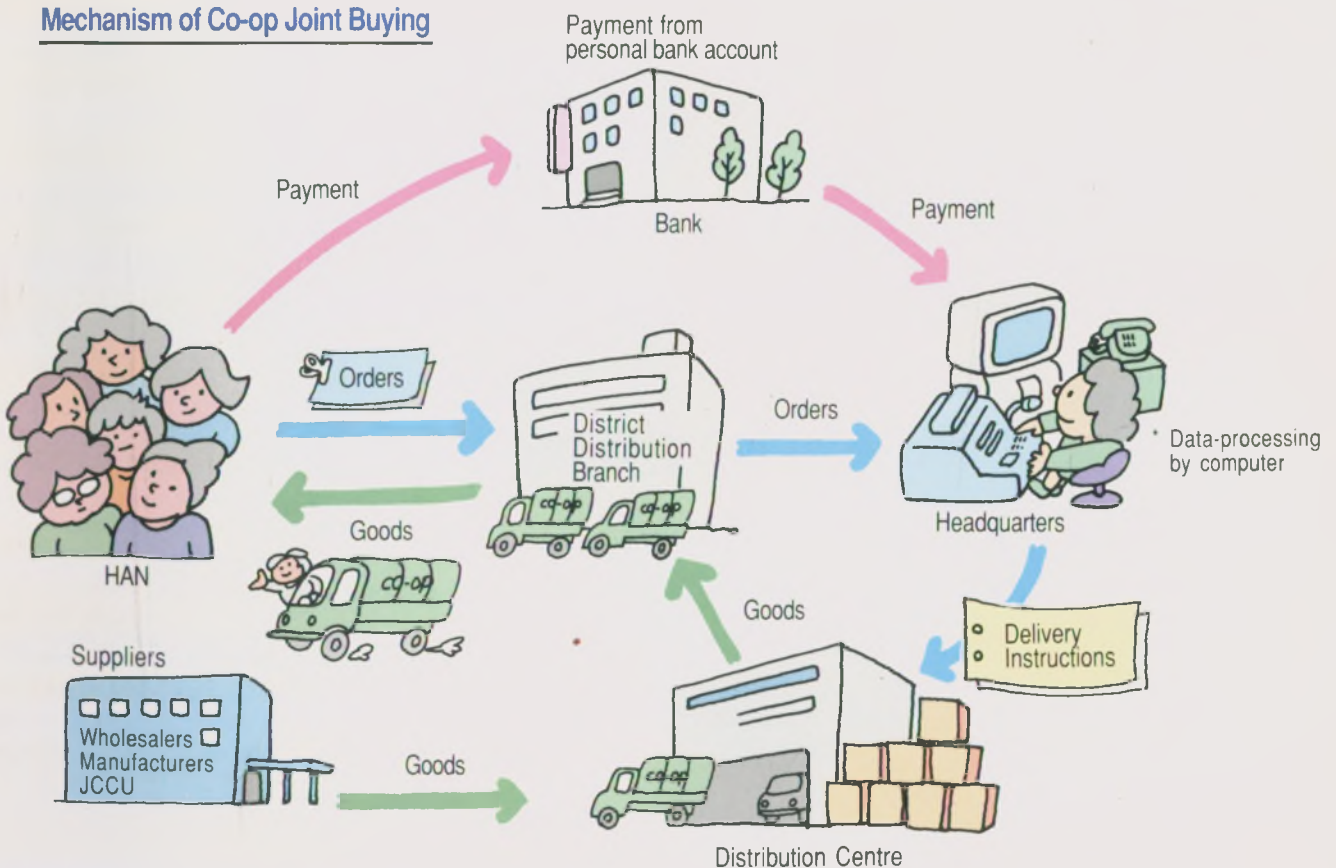 Mechanism of Co-op Joint Buying
Payment from
personal bank account
Payment
Bank
Payment
Orders
District
Distribution
Branch
Orders
Data-processing
by computer
Headquarters
co-op
co-op
Goods
HAN
co-op
Goods
Delivery
Instructions
Suppliers
Wholesalers
Manufacturers
JCCU
Goods
co-op
Distribution Centre